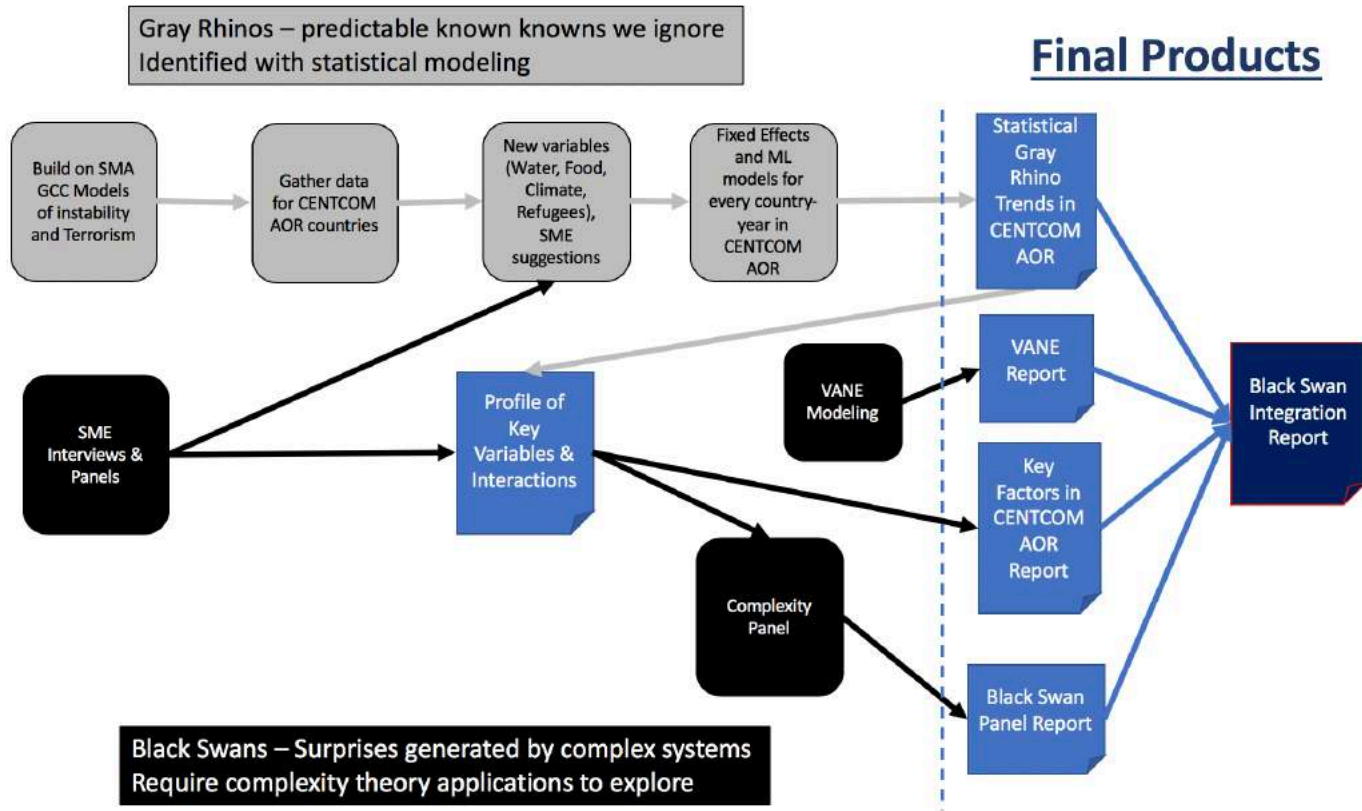 Gray Rhinos – predictable known knowns we ignore
Identified with statistical modeling
Final Products
Build on SMA
GCC Models
of instability
and Terrorism
Gather data
for CENTCOM
AOR countries
New variables
(Water, Food,
Climate,
Refugees),
SME
suggestions
Fixed Effects
and ML
models for
every country-
year in
CENTCOM
AOR
Statistical
Gray
Rhino
Trends in
CENTCOM
AOR
SME
Interviews &
Panels
Profile of
Key
Variables &
Interactions
VANE
Modeling
VANE
Report
Black Swan
Integration
Report
Key
Factors in
CENTCOM
AOR
Report
Complexity
Panel
Black Swan
Panel Report
Black Swans – Surprises generated by complex systems
Require complexity theory applications to explore